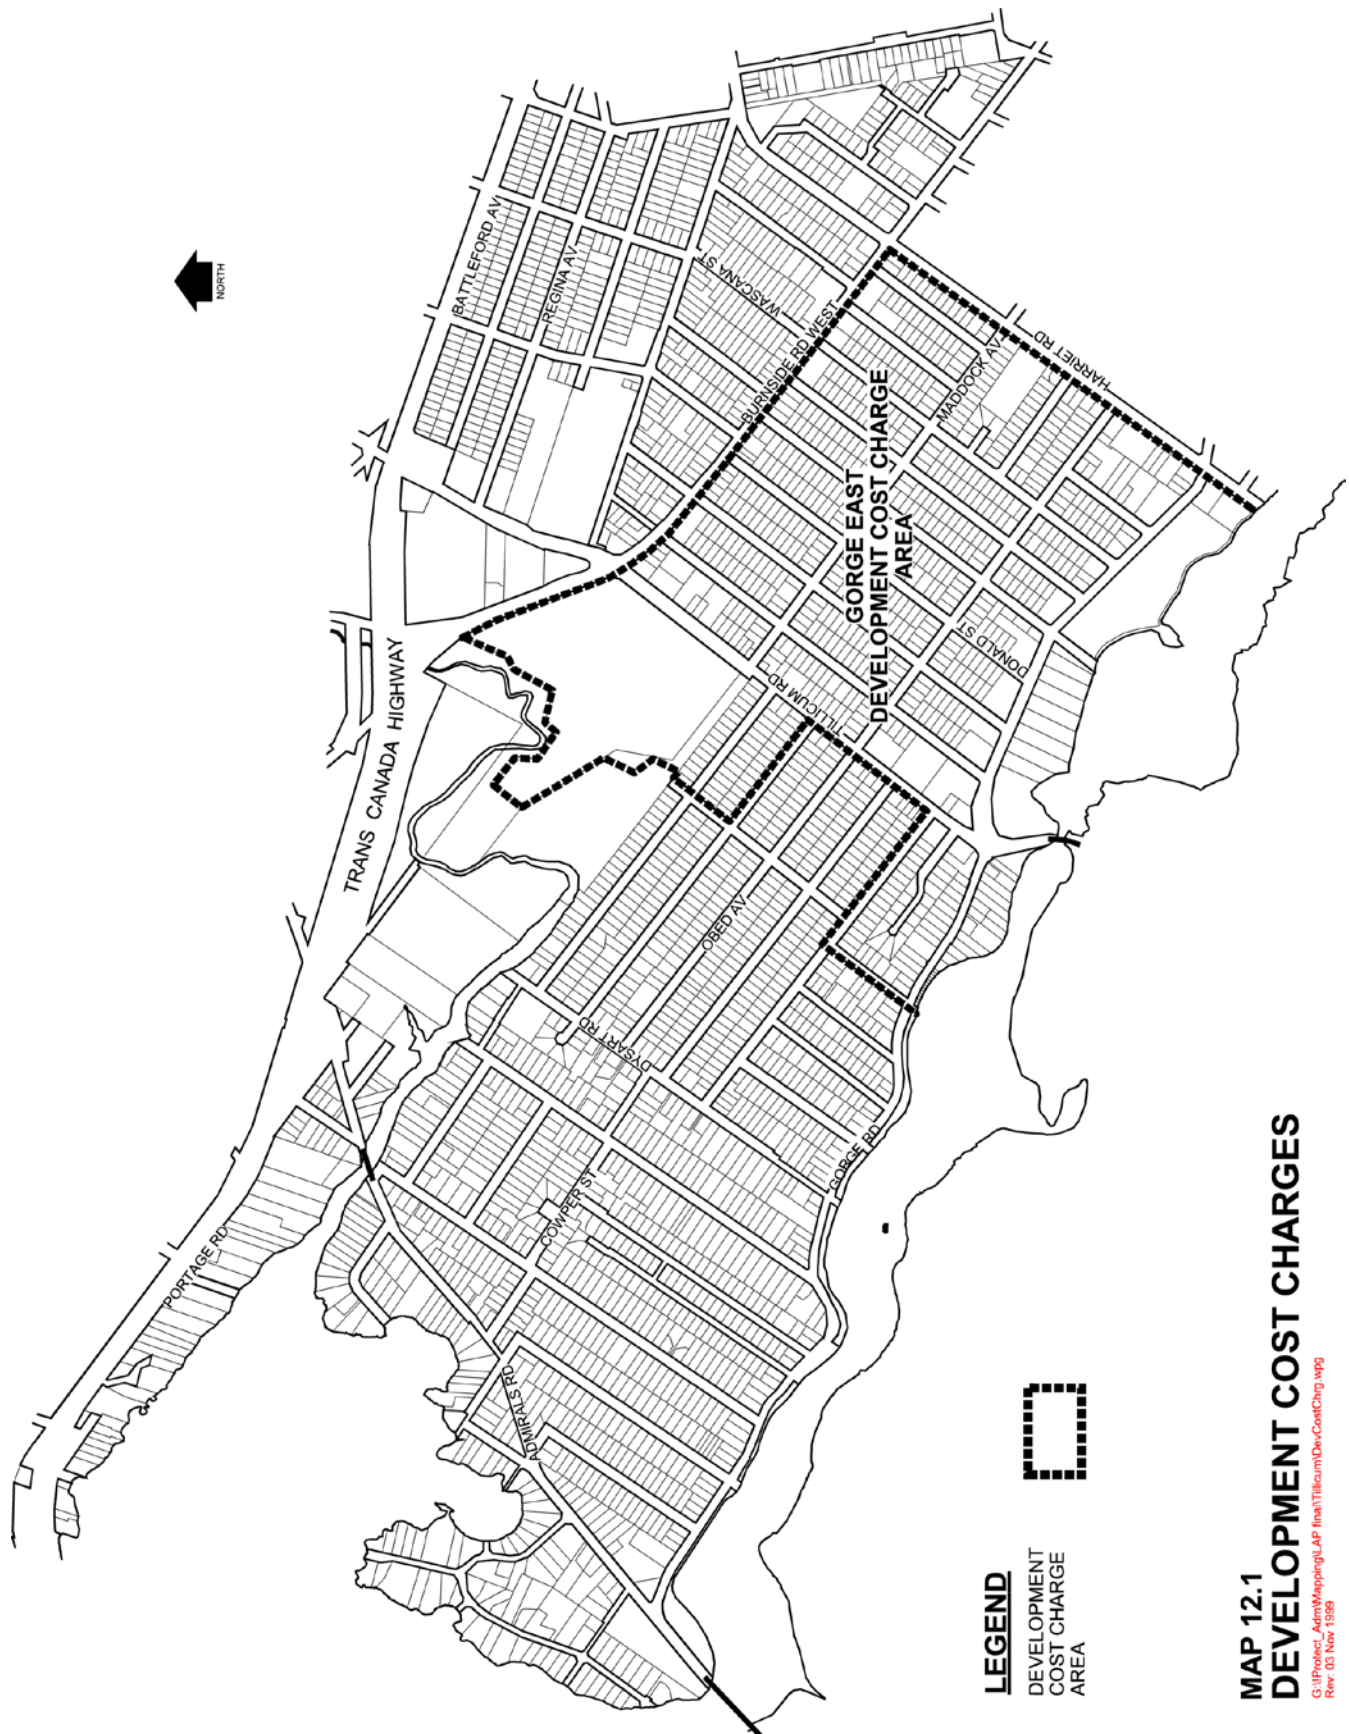 NORTH
BATTLEFORD AV
REGINA AV
WASCANA ST
BURNSIDE RD WEST
MADDOCK AV
HARRIET RD
GORGE EAST
DEVELOPMENT COST CHARGE
AREA
DONALD ST
TILLICUM RD
TRANS CANADA HIGHWAY
OBED AV
DYSART RD
GORGE RD
COWPER ST
PORTAGE RD
ADMIRALS RD
LEGEND
DEVELOPMENT
COST CHARGE
AREA
MAP 12.1
DEVELOPMENT COST CHARGES
G:\IProtect_Adm\Mapping\LAP final\Tillicum\DevCostChrg.wpg
Rev: 03 Nov 1999